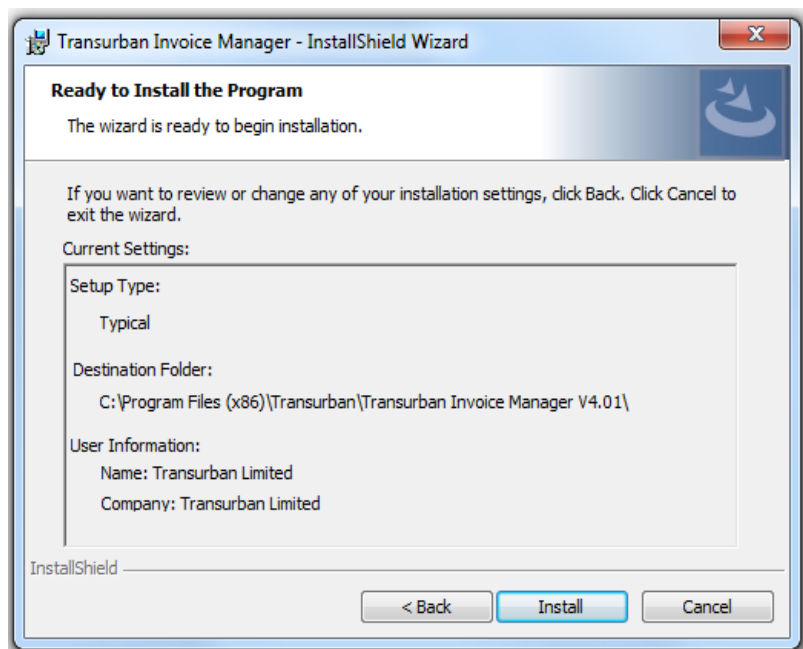 Transurban Invoice Manager - InstallShield Wizard
X
Ready to Install the Program
The wizard is ready to begin installation.
If you want to review or change any of your installation settings, click Back. Click Cancel to
exit the wizard.
Current Settings:
Setup Type:
Typical
Destination Folder:
C:\Program Files (x86)\Transurban\Transurban Invoice Manager V4.01\
User Information:
Name: Transurban Limited
Company: Transurban Limited
InstallShield
< Back Install Cancel